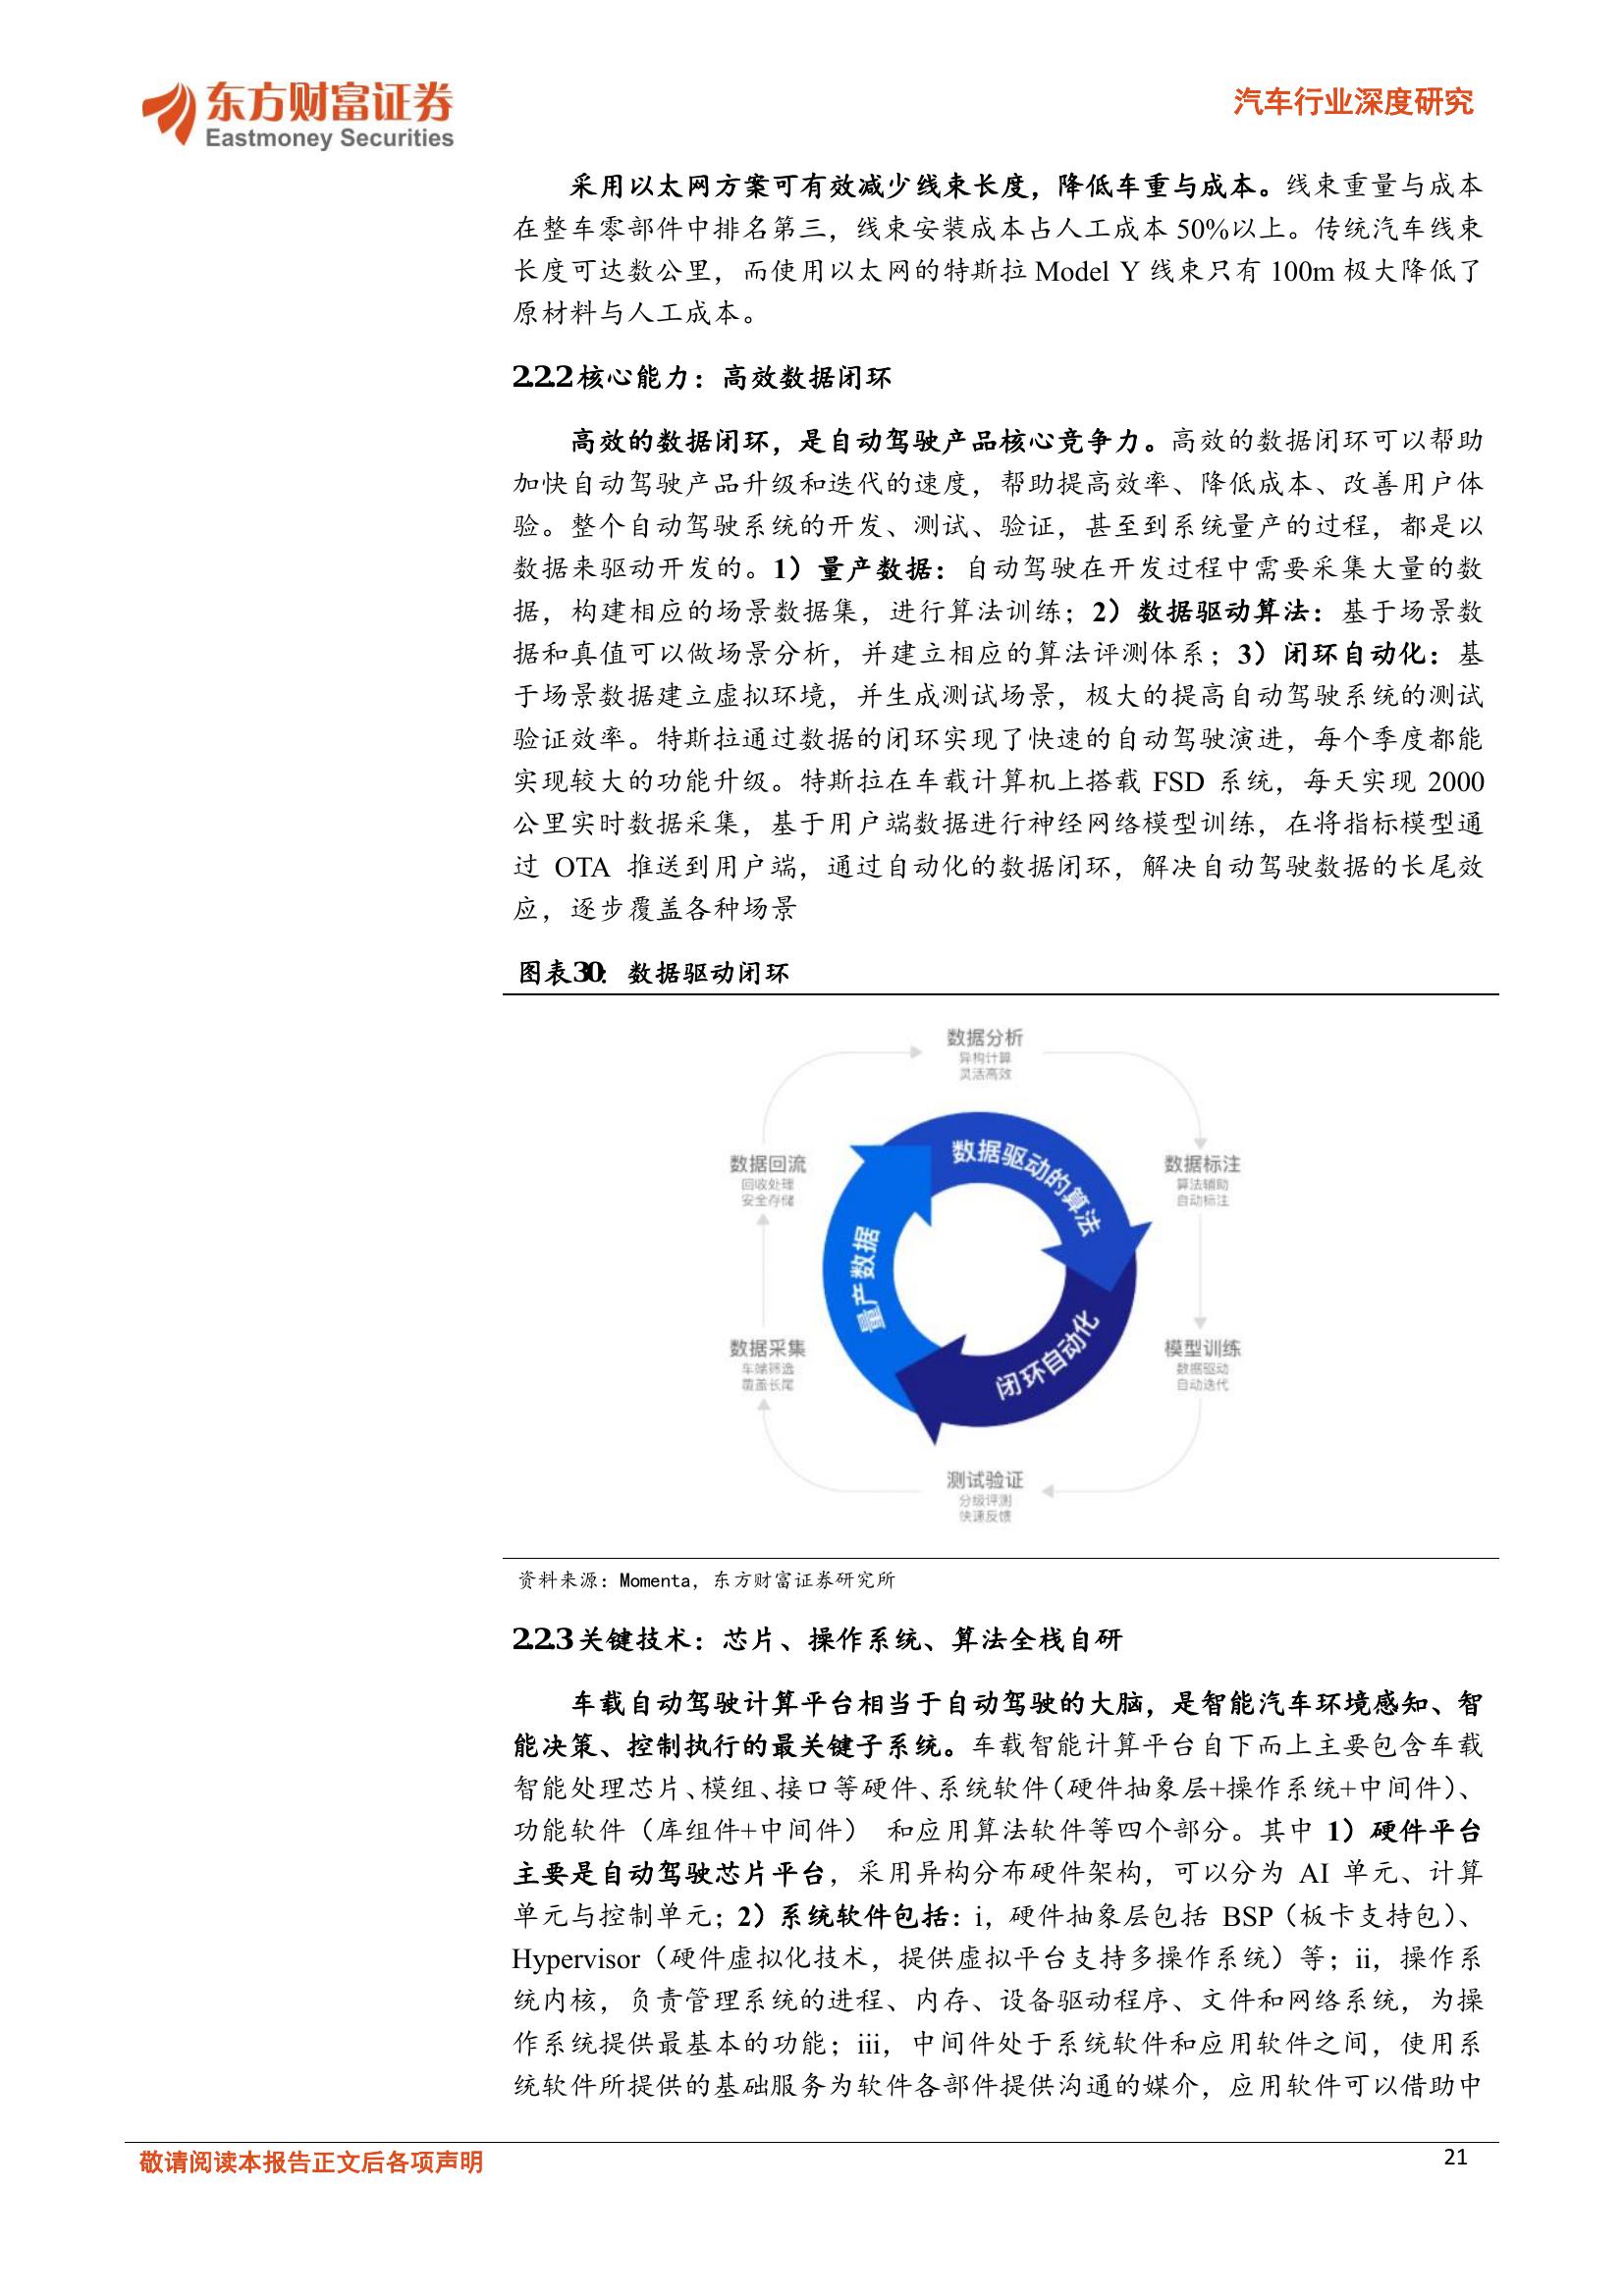 东方财富证券
Eastmoney Securities
汽车行业深度研究
采用以太网方案可有效减少线束长度，降低车重与成本。线束重量与成本
在整车零部件中排名第三，线束安装成本占人工成本 50%以上。传统汽车线束
长度可达数公里，而使用以太网的特斯拉 Model Y 线束只有 100m 极大降低了
原材料与人工成本。
2.2.2 核心能力：高效数据闭环
高效的数据闭环，是自动驾驶产品核心竞争力。高效的数据闭环可以帮助
加快自动驾驶产品升级和迭代的速度，帮助提高效率、降低成本、改善用户体
验。整个自动驾驶系统的开发、测试、验证，甚至到系统量产的过程，都是以
数据来驱动开发的。1）量产数据：自动驾驶在开发过程中需要采集大量的数
据，构建相应的场景数据集，进行算法训练；2）数据驱动算法：基于场景数
据和真值可以做场景分析，并建立相应的算法评测体系；3）闭环自动化：基
于场景数据建立虚拟环境，并生成测试场景，极大的提高自动驾驶系统的测试
验证效率。特斯拉通过数据的闭环实现了快速的自动驾驶演进，每个季度都能
实现较大的功能升级。特斯拉在车载计算机上搭载 FSD 系统，每天实现 2000
公里实时数据采集，基于用户端数据进行神经网络模型训练，在将指标模型通
过 OTA 推送到用户端，通过自动化的数据闭环，解决自动驾驶数据的长尾效
应，逐步覆盖各种场景
图表30：数据驱动闭环
数据分析
异构计算
灵活高效
数据回流
回收处理
安全存储
数据标注
算法辅助
自动标注
数据驱动的算法
量产数据
闭环自动化
数据采集
车端筛选
覆盖长尾
模型训练
数据驱动
自动迭代
测试验证
分级评测
快速反馈
资料来源：Momenta，东方财富证券研究所
2.2.3 关键技术：芯片、操作系统、算法全栈自研
车载自动驾驶计算平台相当于自动驾驶的大脑，是智能汽车环境感知、智
能决策、控制执行的最关键子系统。车载智能计算平台自下而上主要包含车载
智能处理芯片、模组、接口等硬件、系统软件（硬件抽象层+操作系统+中间件）、
功能软件（库组件+中间件） 和应用算法软件等四个部分。其中 1）硬件平台
主要是自动驾驶芯片平台，采用异构分布硬件架构，可以分为 AI 单元、计算
单元与控制单元；2）系统软件包括：i，硬件抽象层包括 BSP（板卡支持包）、
Hypervisor（硬件虚拟化技术，提供虚拟平台支持多操作系统）等；ii，操作系
统内核，负责管理系统的进程、内存、设备驱动程序、文件和网络系统，为操
作系统提供最基本的功能；iii，中间件处于系统软件和应用软件之间，使用系
统软件所提供的基础服务为软件各部件提供沟通的媒介，应用软件可以借助中
敬请阅读本报告正文后各项声明
21